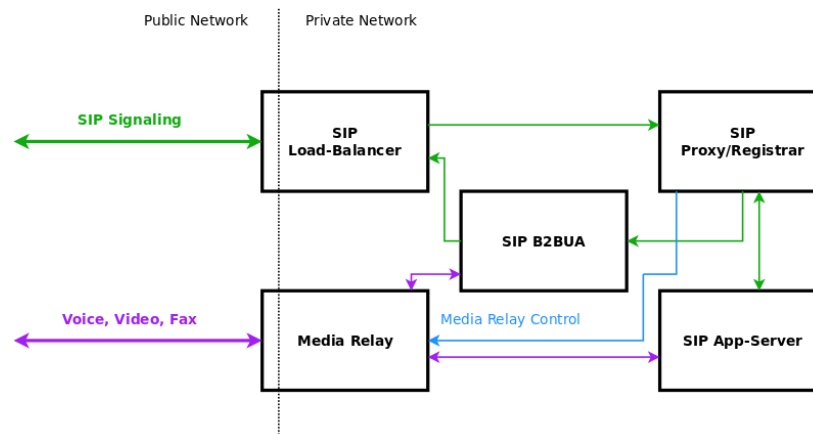 Public Network
Private Network
SIP Signaling
SIP
Load-Balancer
SIP
Proxy/Registrar
SIP B2BUA
Voice, Video, Fax
Media Relay
Media Relay Control
SIP App-Server